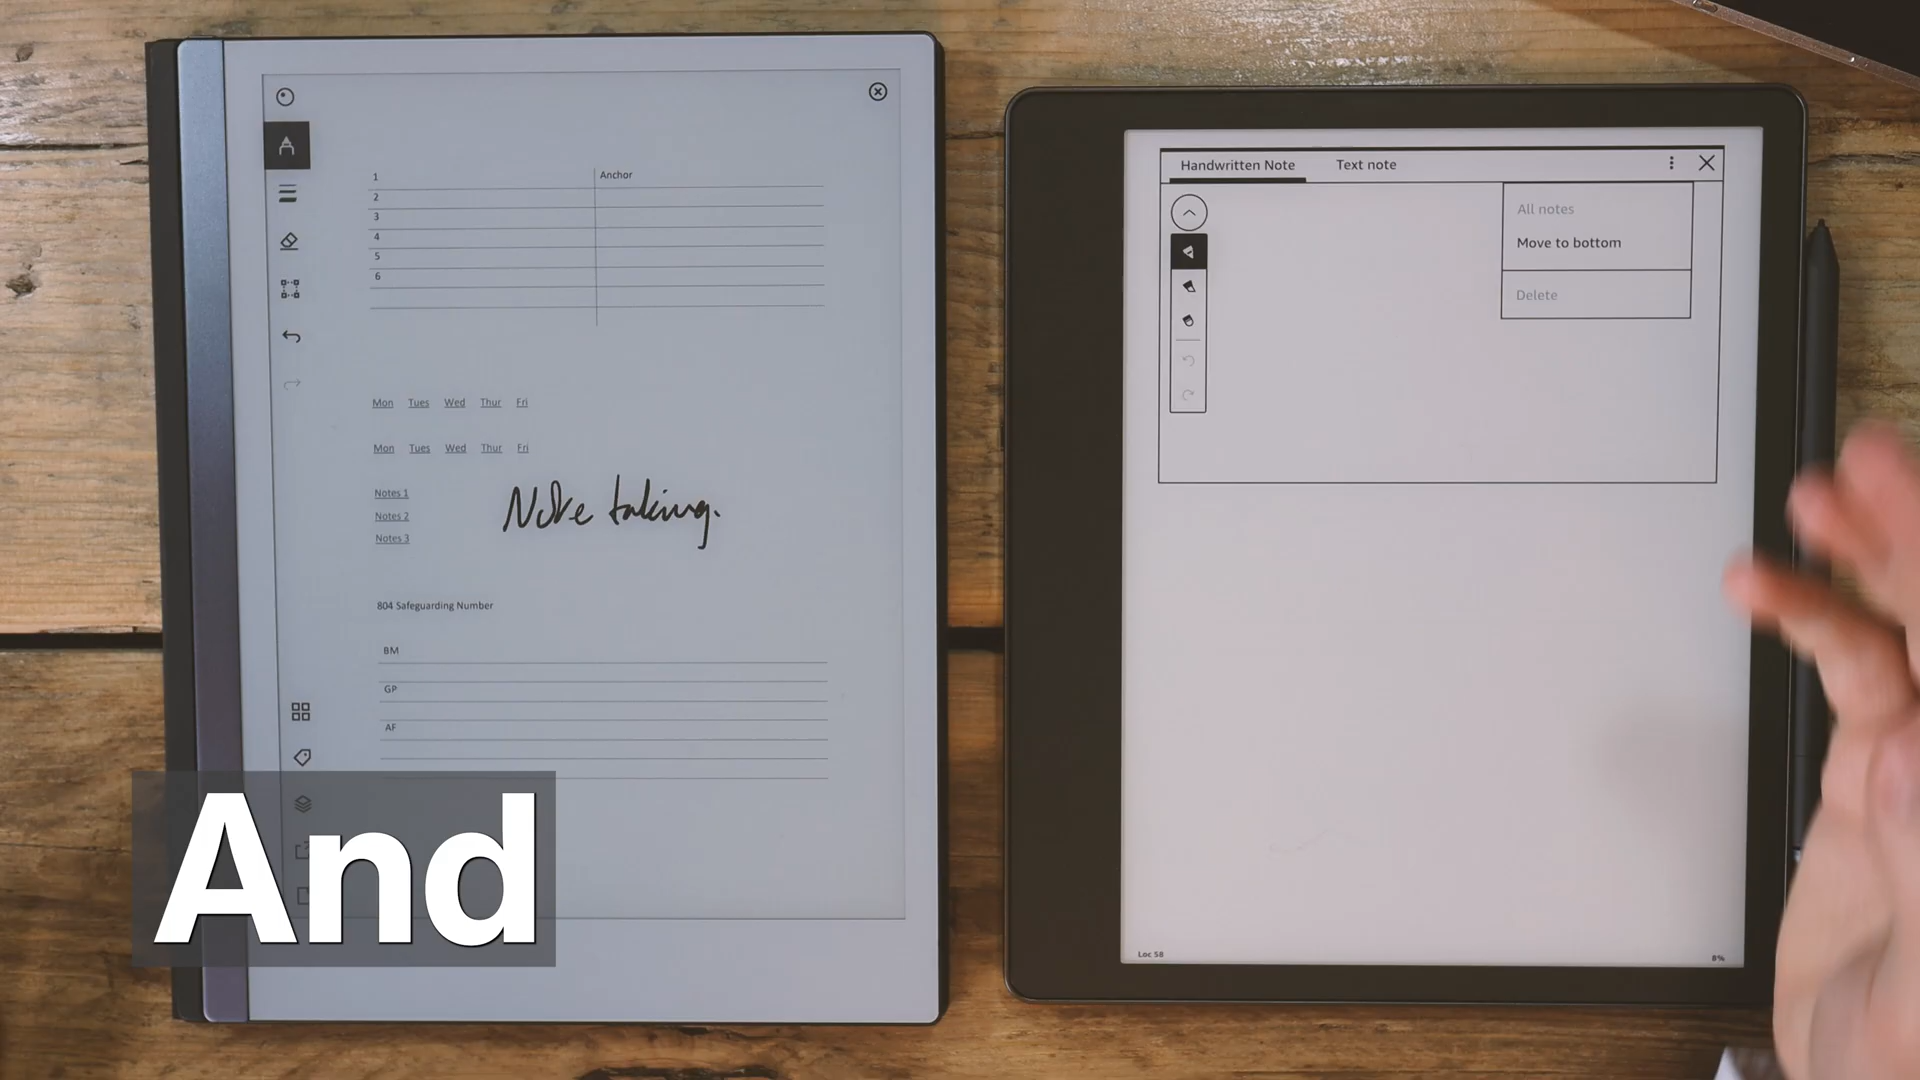 1 Anchor
2
3
4
5
6
Mon Tues Wed Thur Fri
Mon Tues Wed Thur Fri
Notes 1
Notes 2
Notes 3
Note taking.
804 Safeguarding Number
BM
GP
AF
And
Handwritten Note Text note
All notes
Move to bottom
Delete
Loc 58 8%